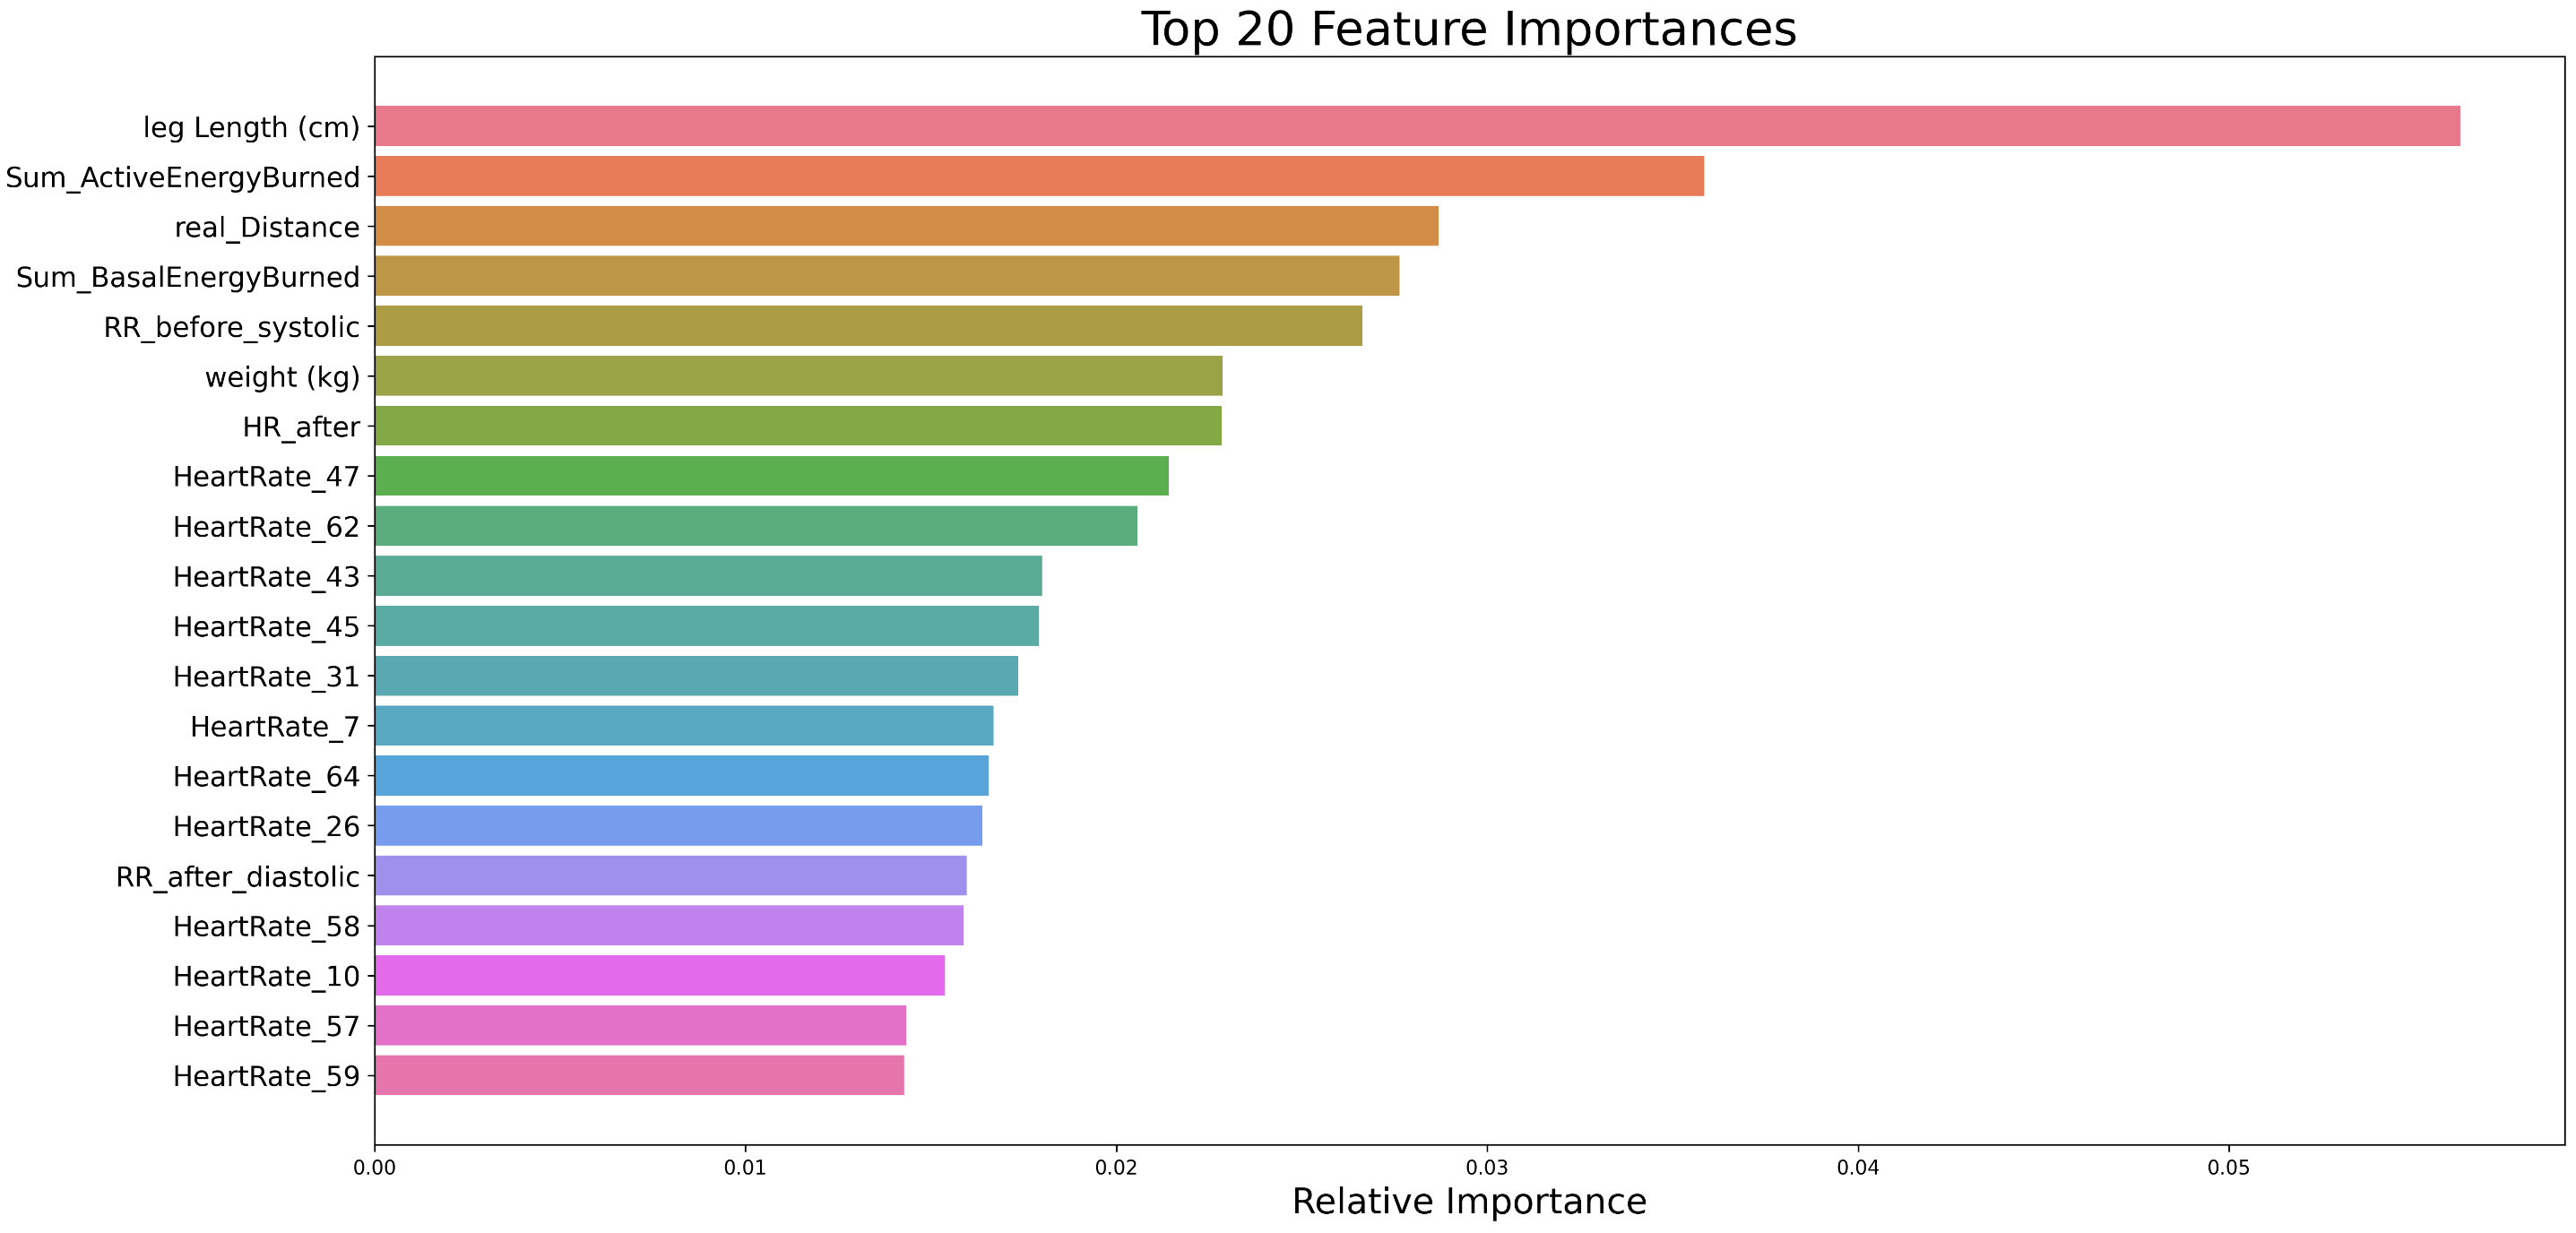 Top 20 Feature Importances
leg Length (cm)
Sum_ActiveEnergyBurned
real_Distance
Sum_BasalEnergyBurned
RR_before_systolic
weight (kg)
HR_after
HeartRate_47
HeartRate_62
HeartRate_43
HeartRate_45
HeartRate_31
HeartRate_7
HeartRate_64
HeartRate_26
RR_after_diastolic
HeartRate_58
HeartRate_10
HeartRate_57
HeartRate_59
0.00 0.01 0.02 0.03 0.04 0.05
Relative Importance